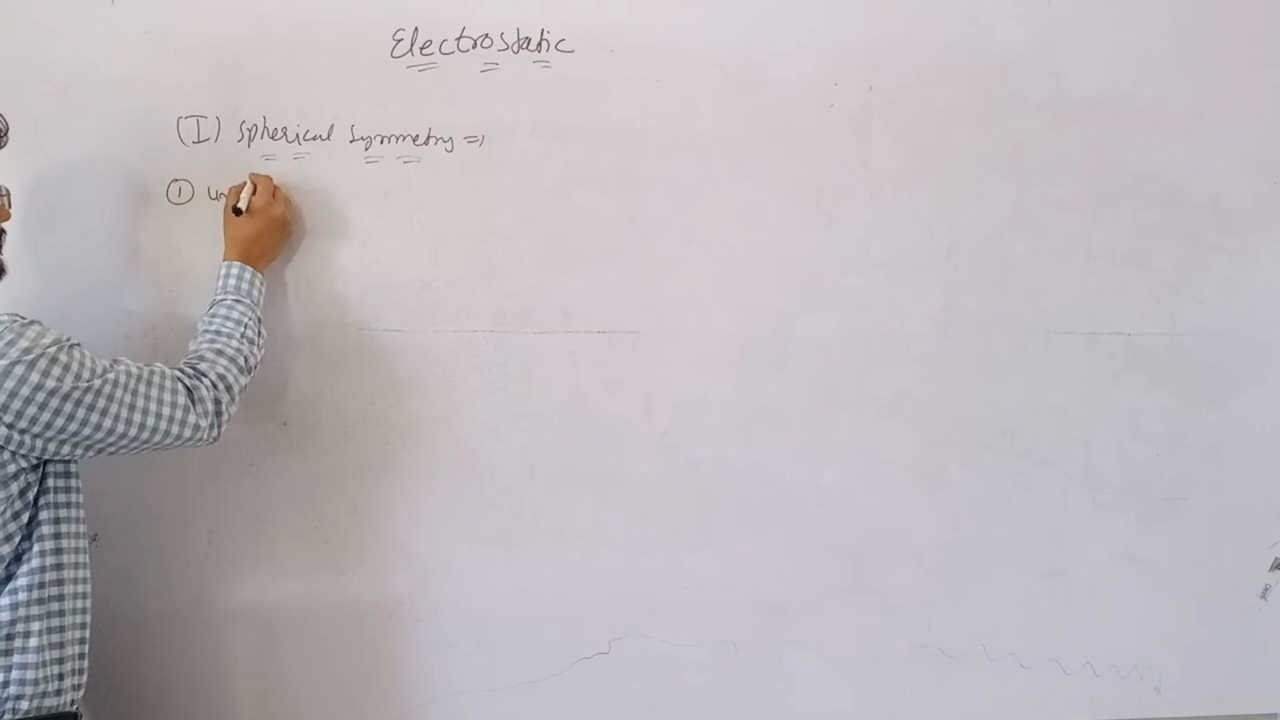 Electrostatic
(I) Spherical Symmetry ⇒
① un